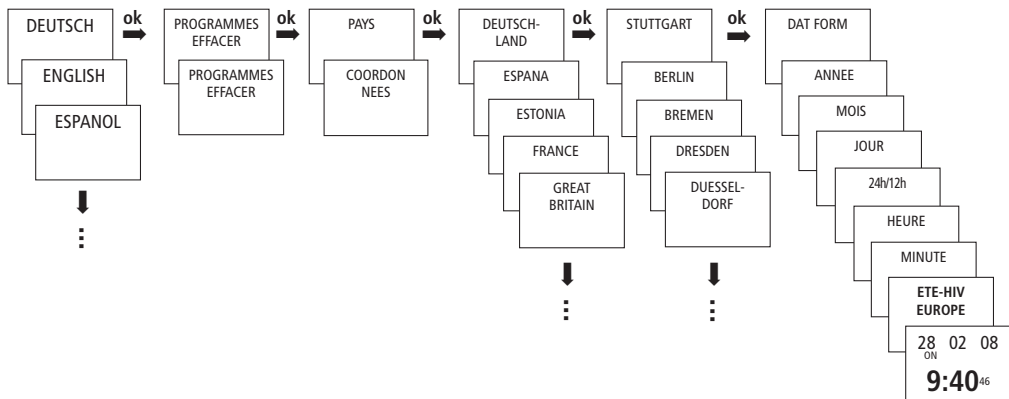 DEUTSCH
ok
ENGLISH
ESPANOL
PROGRAMMES
EFFACER
ok
PROGRAMMES
EFFACER
PAYS
ok
COORDON
NEES
DEUTSCH-
LAND
ok
ESPANA
ESTONIA
FRANCE
GREAT
BRITAIN
STUTTGART
ok
BERLIN
BREMEN
DRESDEN
DUESSEL-
DORF
DAT FORM
ANNEE
MOIS
JOUR
24h/12h
HEURE
MINUTE
ETE-HIV
EUROPE
28 02 08
ON
9:40 46